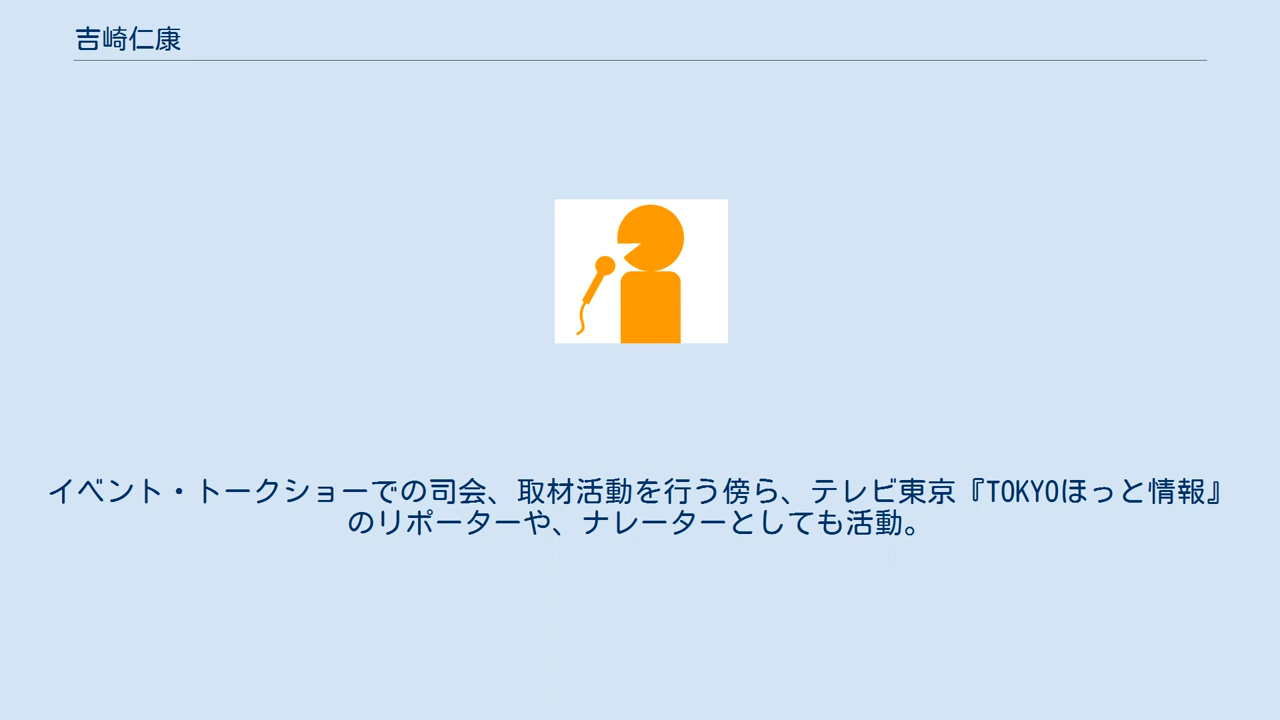 吉崎仁康
イベント・トークショーでの司会、取材活動を行う傍ら、テレビ東京『TOKYOほっと情報』
のリポーターや、ナレーターとしても活動。